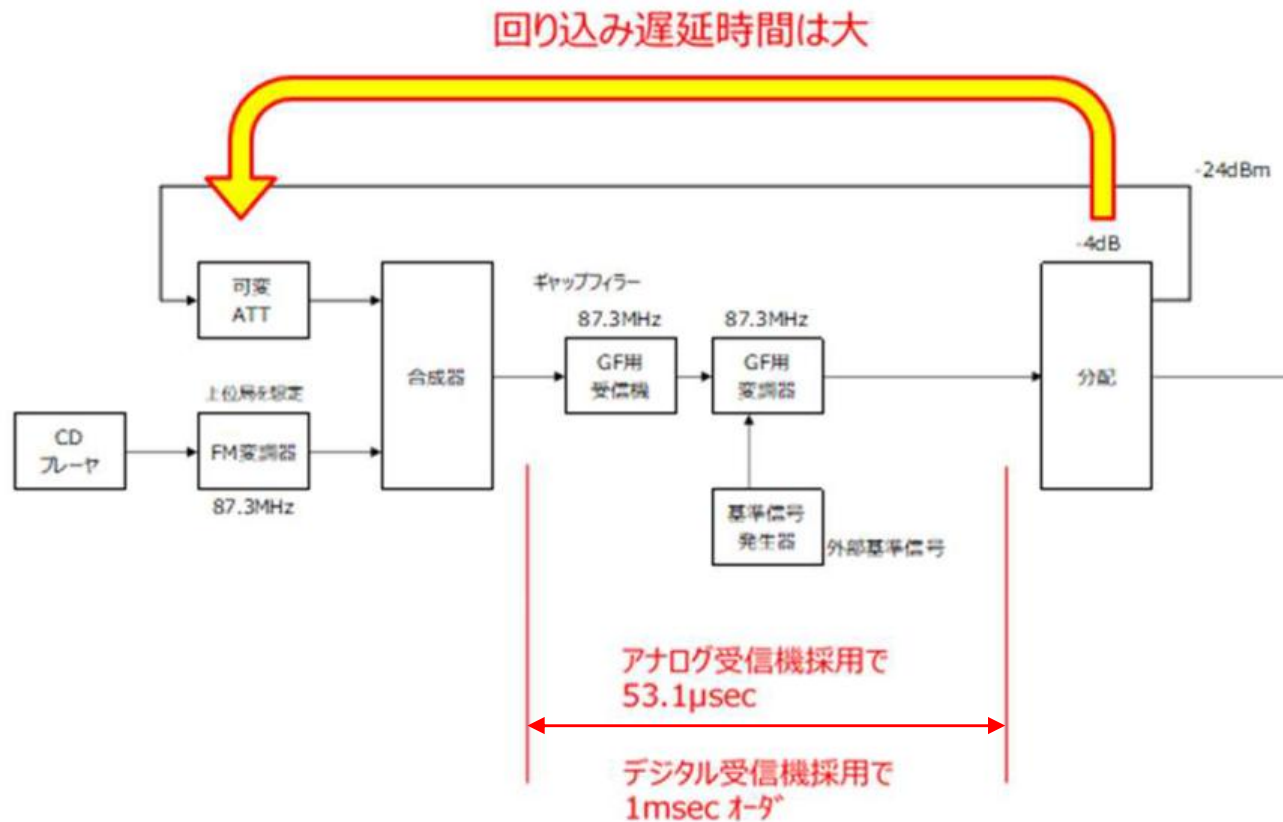 回り込み遅延時間は大
-24dBm
-4dB
可変
ATT
ギャップフィラー
87.3MHz
87.3MHz
合成器
GF用
受信機
GF用
変調器
分配
上位局を想定
CD
プレーヤ
FM変調器
87.3MHz
基準信号
発生器
外部基準信号
アナログ受信機採用で
53.1μsec
デジタル受信機採用で
1msec オーダ